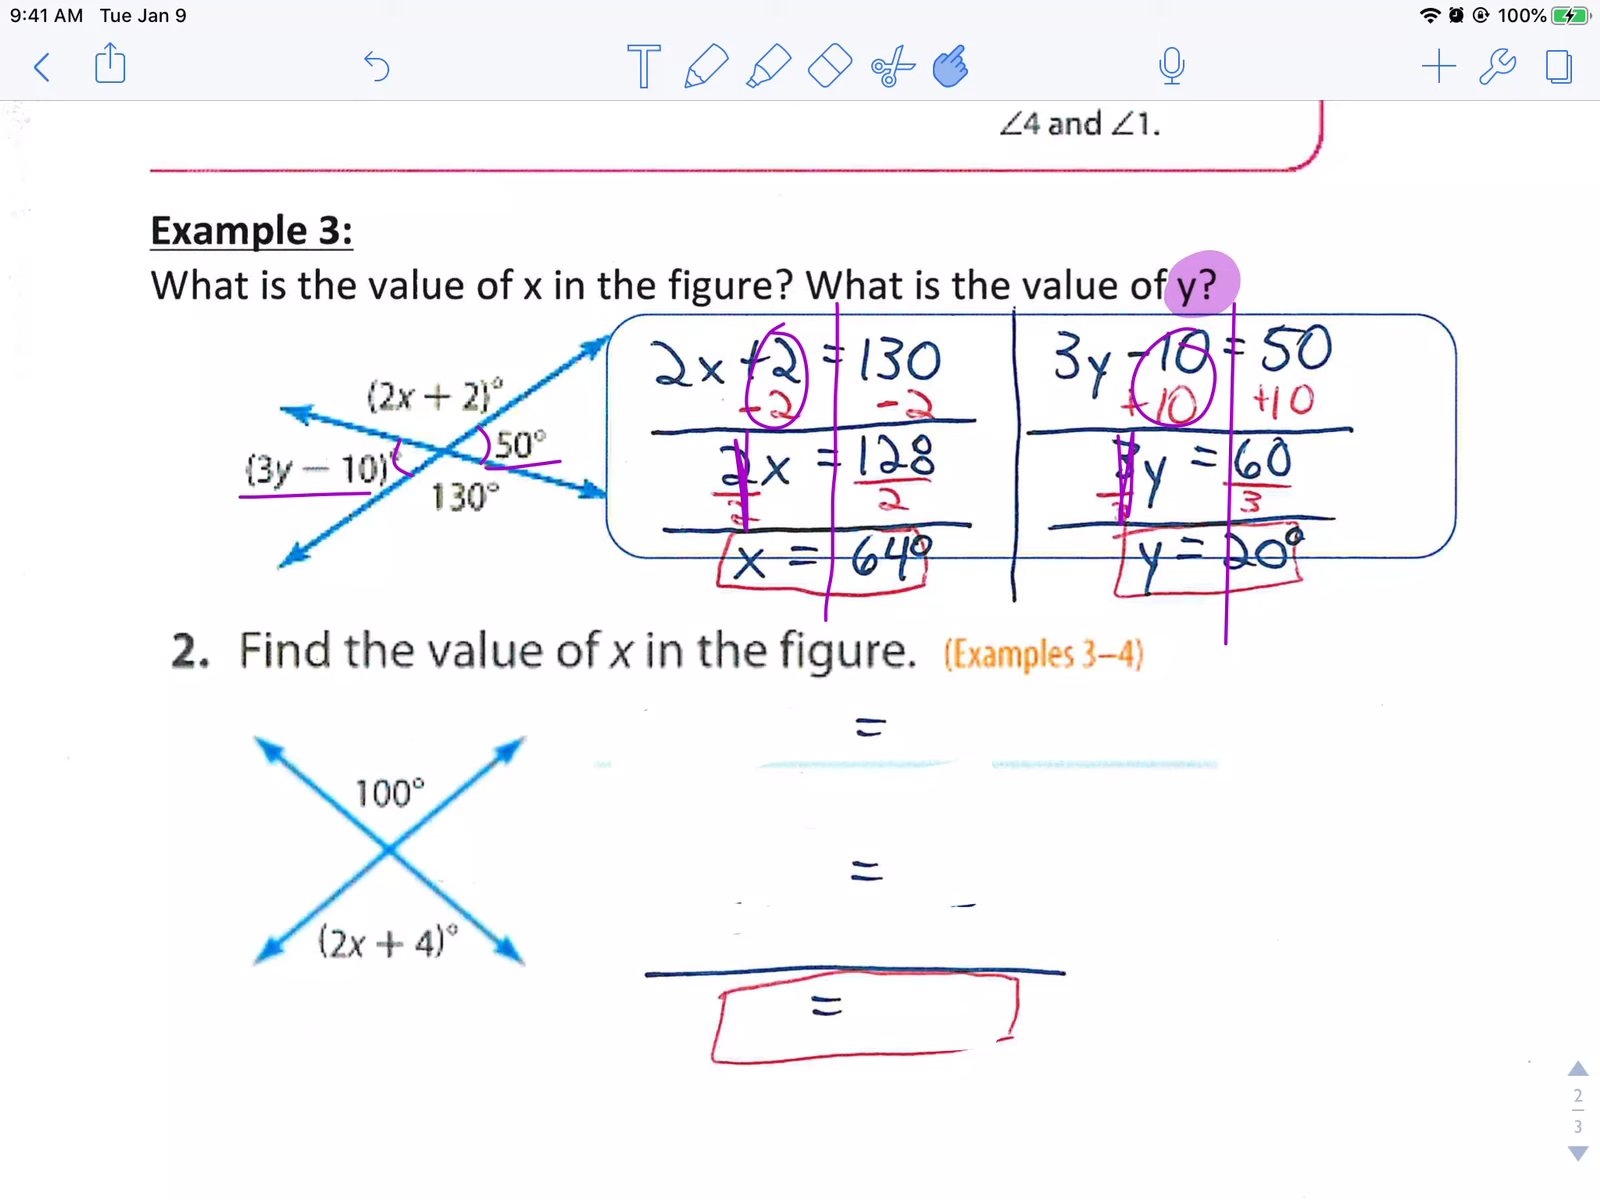 9:41 AM Tue Jan 9
100%
∠4 and ∠1.
Example 3:
What is the value of x in the figure? What is the value of y?
(2x + 2)°
50°
(3y − 10)°
130°
2x +2 = 130
-2 -2
2x = 128
2 2
x = 64°
3y -10 = 50
+10 +10
3y = 60
3 3
y = 20°
2. Find the value of x in the figure. (Examples 3–4)
100°
(2x + 4)°
=
=
=
2
3